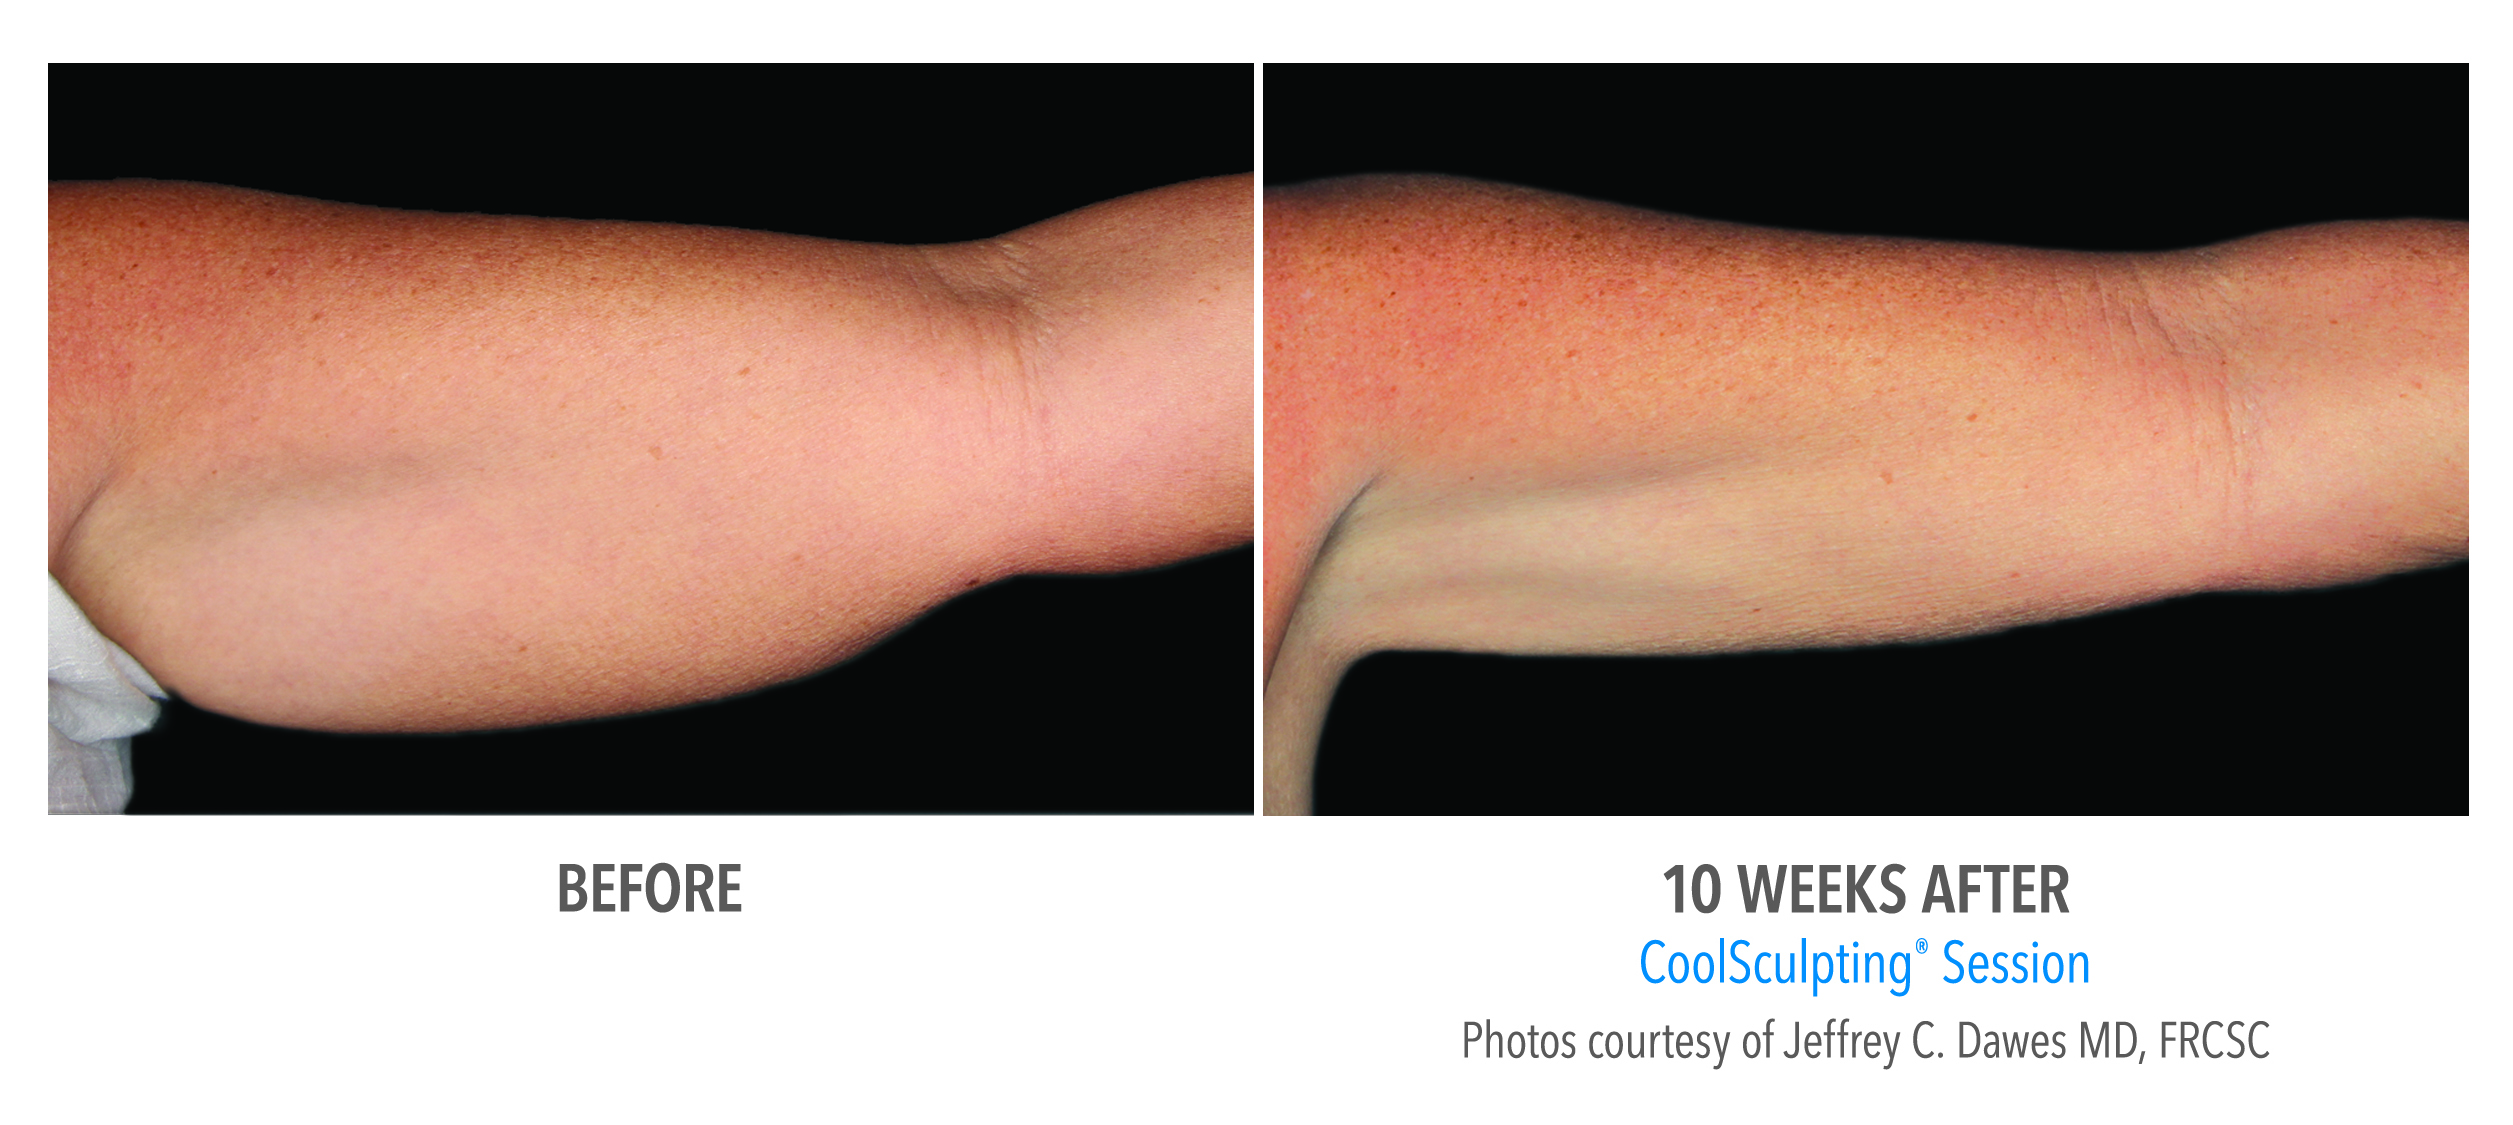 BEFORE
10 WEEKS AFTER
CoolSculpting® Session
Photos courtesy of Jeffrey C. Dawes MD, FRCSC